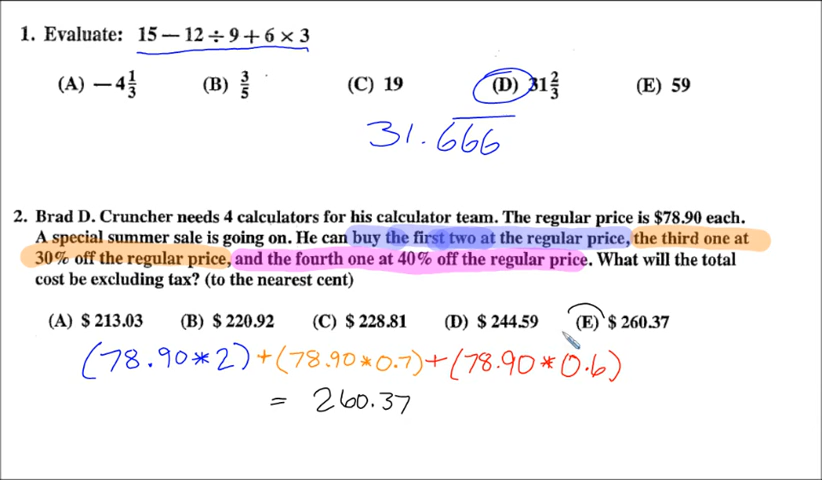 1. Evaluate: 15 − 12 ÷ 9 + 6 × 3
(A) −4 1/3 (B) 3/5 (C) 19 (D) 31 2/3 (E) 59
31.666
2. Brad D. Cruncher needs 4 calculators for his calculator team. The regular price is $78.90 each.
A special summer sale is going on. He can buy the first two at the regular price, the third one at
30% off the regular price, and the fourth one at 40% off the regular price. What will the total
cost be excluding tax? (to the nearest cent)
(A) $ 213.03 (B) $ 220.92 (C) $ 228.81 (D) $ 244.59 (E) $ 260.37
(78.90*2)+(78.90*0.7)+(78.90*0.6)
= 260.37